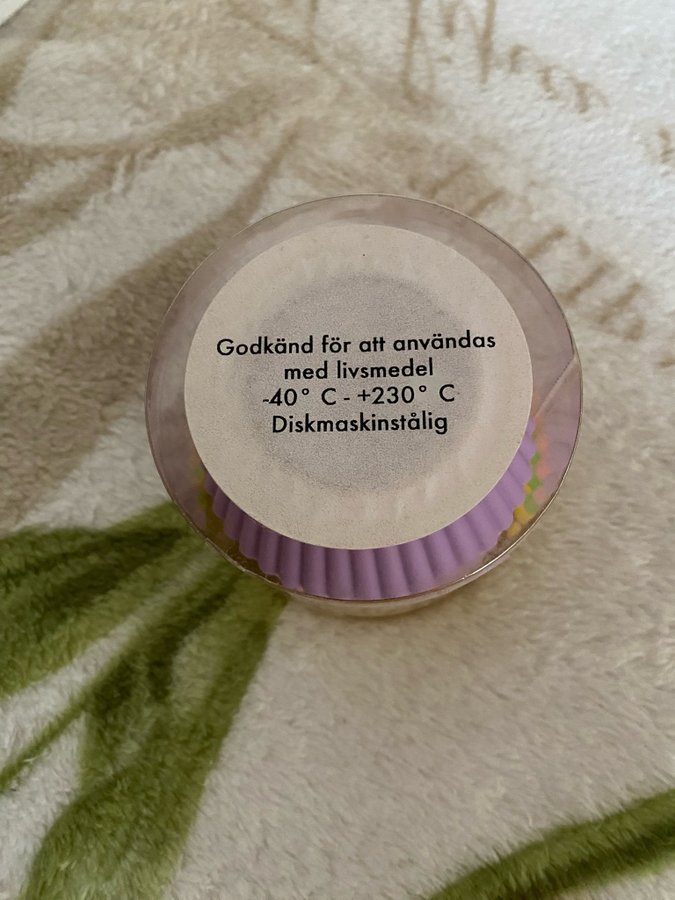 Godkänd för att användas
med livsmedel
-40° C - +230° C
Diskmaskinstålig